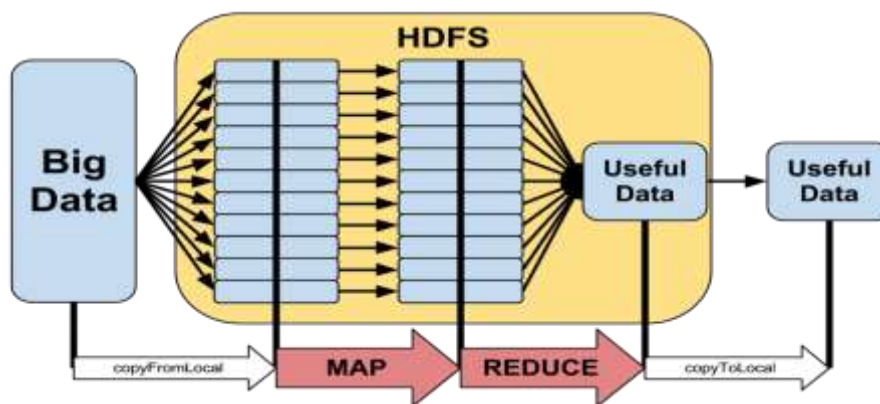 HDFS
Big
Data
Useful
Data
Useful
Data
copyFromLocal
MAP
REDUCE
copyToLocal